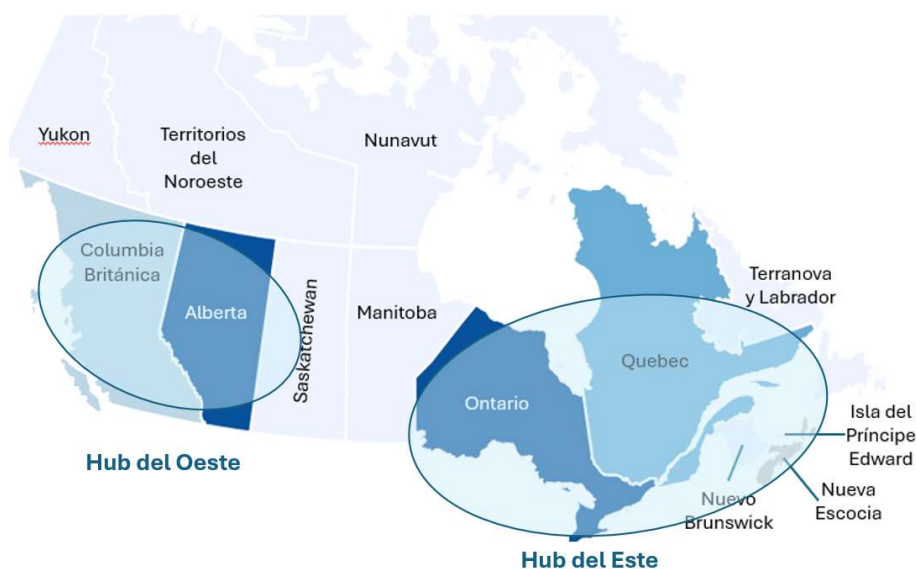 Yukon
Territorios
del
Noroeste
Nunavut
Columbia
Británica
Alberta
Saskatchewan
Manitoba
Terranova
y Labrador
Quebec
Ontario
Isla del
Príncipe
Edward
Hub del Oeste
Nuevo
Brunswick
Nueva
Escocia
Hub del Este